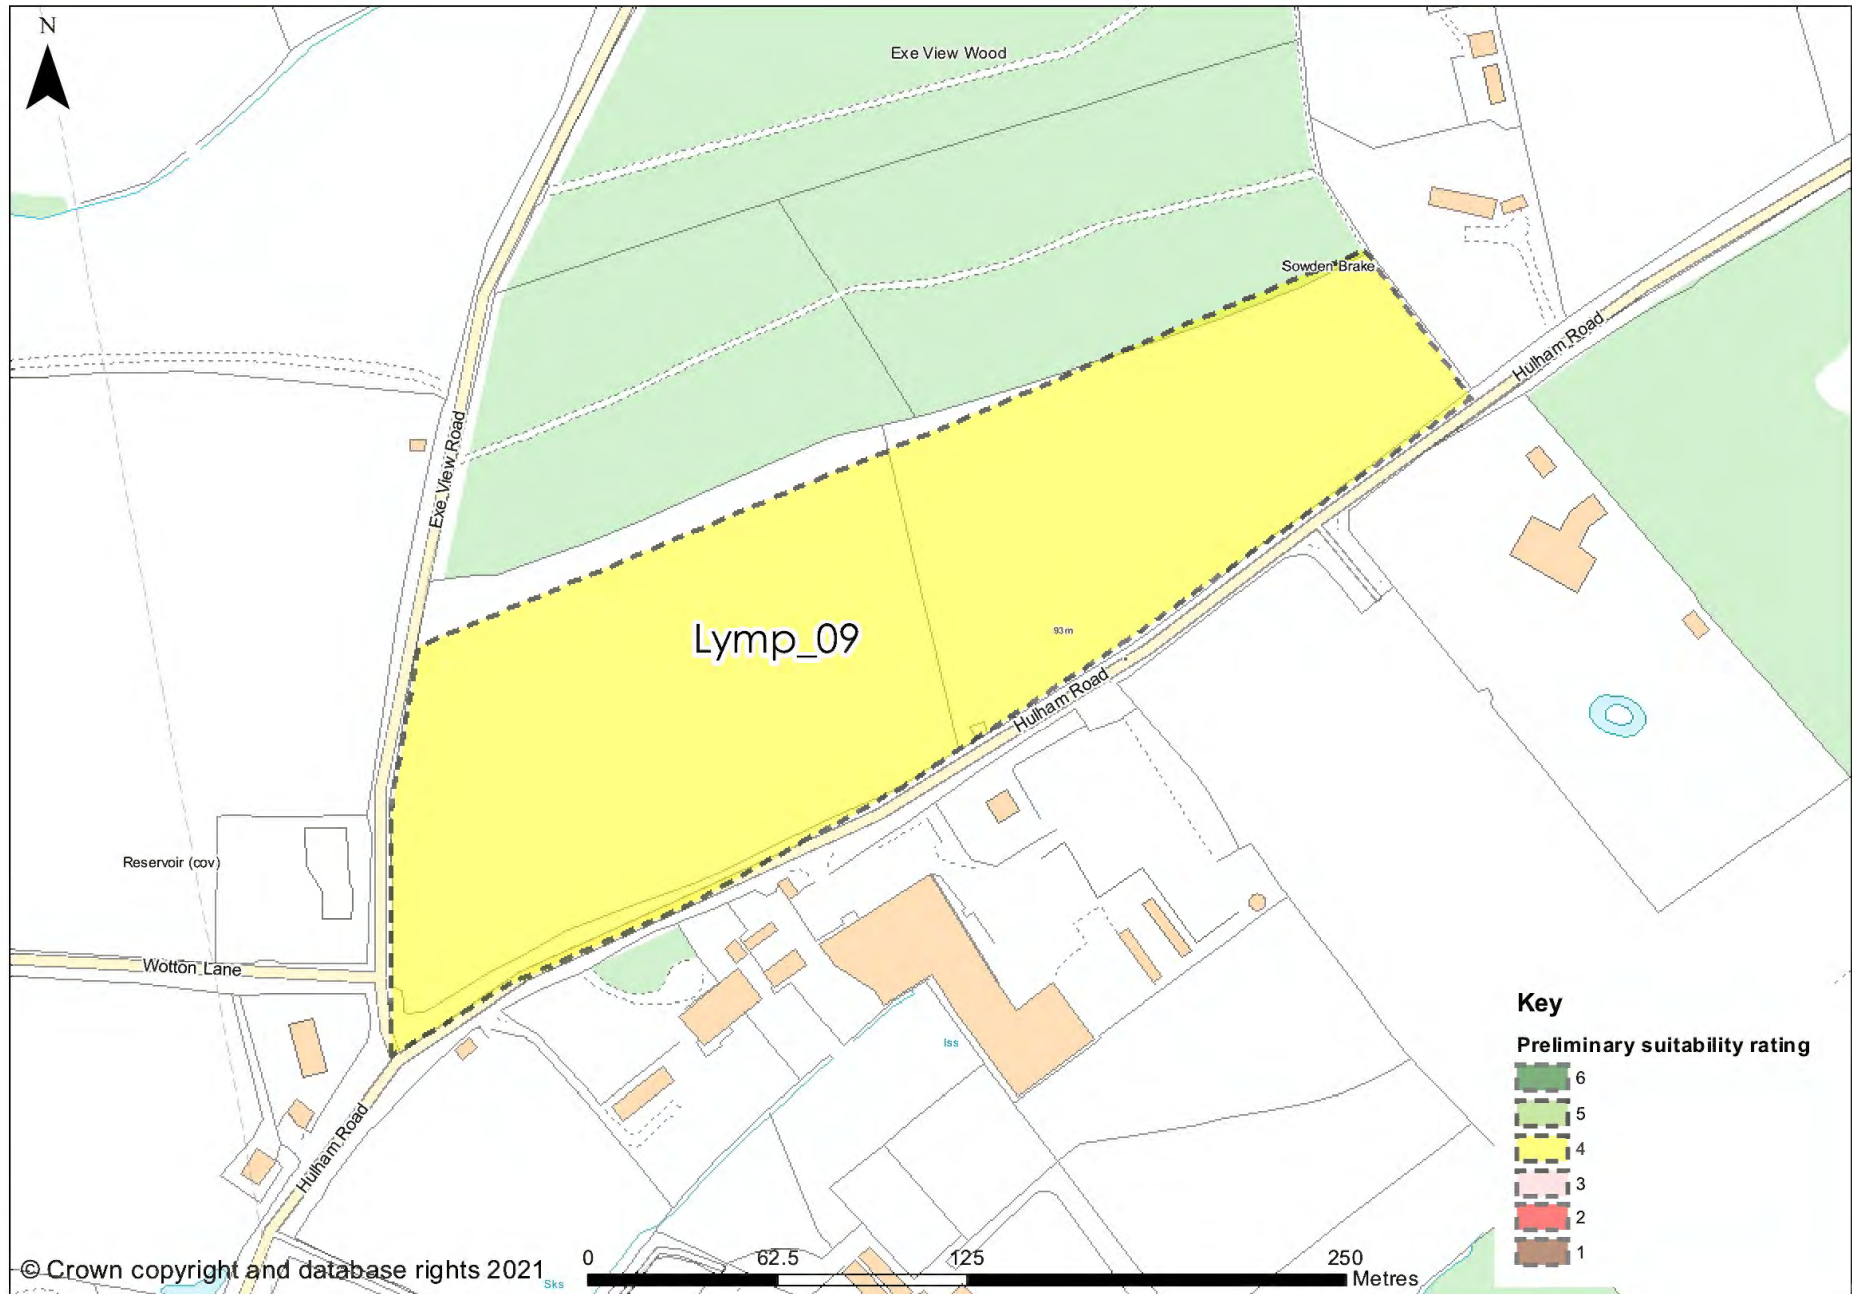 N
Exe View Wood
Sowden Brake
Hulham Road
Exe View Road
Lymp_09
93m
Hulham Road
Reservoir (cov)
Wotton Lane
Iss
Hulham Road
Sks
Key
Preliminary suitability rating
6
5
4
3
2
1
© Crown copyright and database rights 2021
0 62.5 125 250
Metres